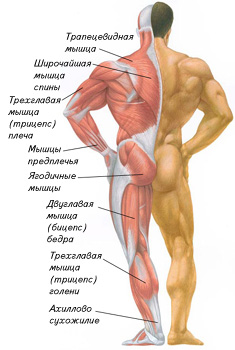 Трапецевидная
мышца
Широчайшая
мышца
спины
Трехглавая
мышца
(трицепс)
плеча
Мышцы
предплечья
Ягодичные
мышцы
Двуглавая
мышца
(бицепс)
бедра
Трехглавая
мышца
(трицепс)
голени
Ахиллово
сухожилие